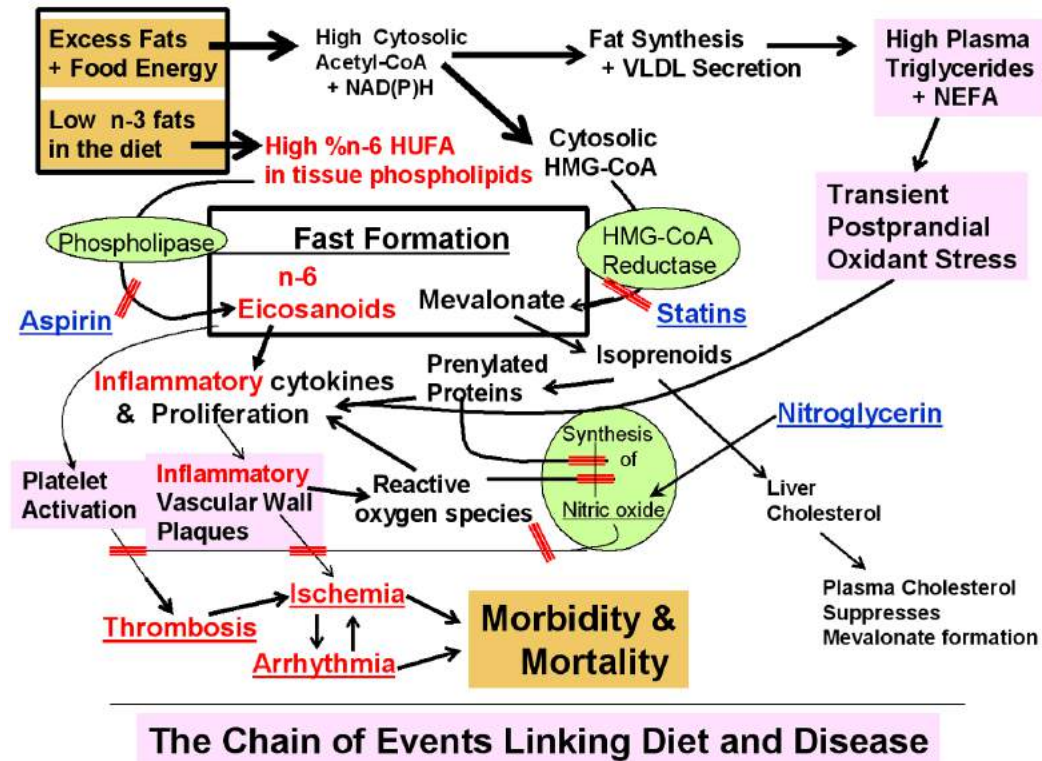 Excess Fats
+ Food Energy
High Cytosolic
Acetyl-CoA
+ NAD(P)H
Fat Synthesis
+ VLDL Secretion
High Plasma
Triglycerides
+ NEFA
Low n-3 fats
in the diet
High %n-6 HUFA
in tissue phospholipids
Cytosolic
HMG-CoA
Transient
Postprandial
Oxidant Stress
Phospholipase
Fast Formation
HMG-CoA
Reductase
n-6
Eicosanoids
Mevalonate
Aspirin
Statins
Isoprenoids
Prenylated
Proteins
Inflammatory cytokines
& Proliferation
Nitroglycerin
Synthesis
of
Nitric oxide
Platelet
Activation
Inflammatory
Vascular Wall
Plaques
Reactive
oxygen species
Liver
Cholesterol
Plasma Cholesterol
Suppresses
Mevalonate formation
Ischemia
Thrombosis
Arrhythmia
Morbidity &
Mortality
The Chain of Events Linking Diet and Disease